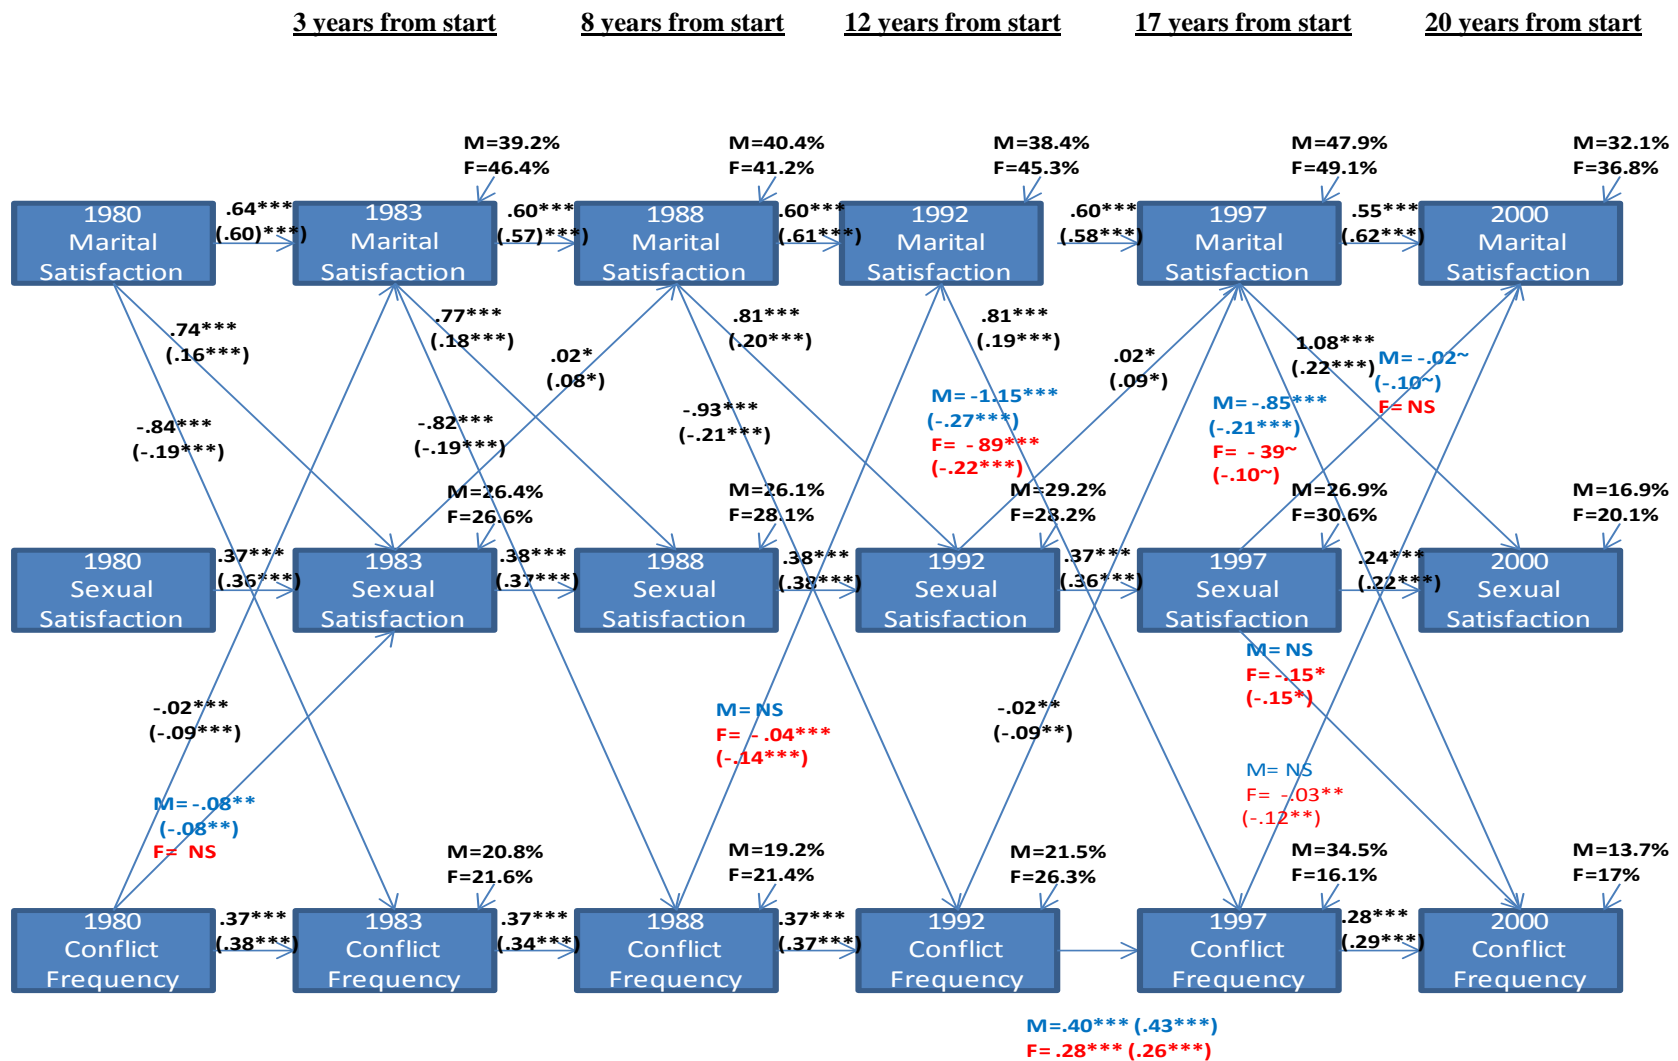 3 years from start
8 years from start
12 years from start
17 years from start
20 years from start
M=39.2%
F=46.4%
M=40.4%
F=41.2%
M=38.4%
F=45.3%
M=47.9%
F=49.1%
M=32.1%
F=36.8%
1980
Marital
Satisfaction
.64***
(.60)***
1983
Marital
Satisfaction
.60***
(.57)***
1988
Marital
Satisfaction
.60***
(.61***)
1992
Marital
Satisfaction
.60***
(.58***)
1997
Marital
Satisfaction
.55***
(.62***)
2000
Marital
Satisfaction
.74***
(.16***)
.77***
(.18***)
.02*
(.08*)
.81***
(.20***)
.81***
(.19***)
.02*
(.09*)
1.08***
(.22***)
M= -.02~
(-.10~)
F= NS
-.84***
(-.19***)
-.82***
(-.19***)
-.93***
(-.21***)
M= -1.15***
(-.27***)
F= - 89***
(-.22***)
M= -.85***
(-.21***)
F= - 39~
(-.10~)
M=26.4%
F=26.6%
M=26.1%
F=28.1%
M=29.2%
F=28.2%
M=26.9%
F=30.6%
M=16.9%
F=20.1%
1980
Sexual
Satisfaction
.37***
(.36***)
1983
Sexual
Satisfaction
.38***
(.37***)
1988
Sexual
Satisfaction
.38***
(.38***)
1992
Sexual
Satisfaction
.37***
(.36***)
1997
Sexual
Satisfaction
.24***
(.22***)
2000
Sexual
Satisfaction
M= NS
F= -.15*
(-.15*)
-.02***
(-.09***)
M= NS
F= - .04***
(-.14***)
-.02**
(-.09**)
M= NS
F= -.03**
(-.12**)
M= -.08**
(-.08**)
F= NS
M=20.8%
F=21.6%
M=19.2%
F=21.4%
M=21.5%
F=26.3%
M=34.5%
F=16.1%
M=13.7%
F=17%
1980
Conflict
Frequency
.37***
(.38***)
1983
Conflict
Frequency
.37***
(.34***)
1988
Conflict
Frequency
.37***
(.37***)
1992
Conflict
Frequency
1997
Conflict
Frequency
.28***
(.29***)
2000
Conflict
Frequency
M=.40*** (.43***)
F= .28*** (.26***)